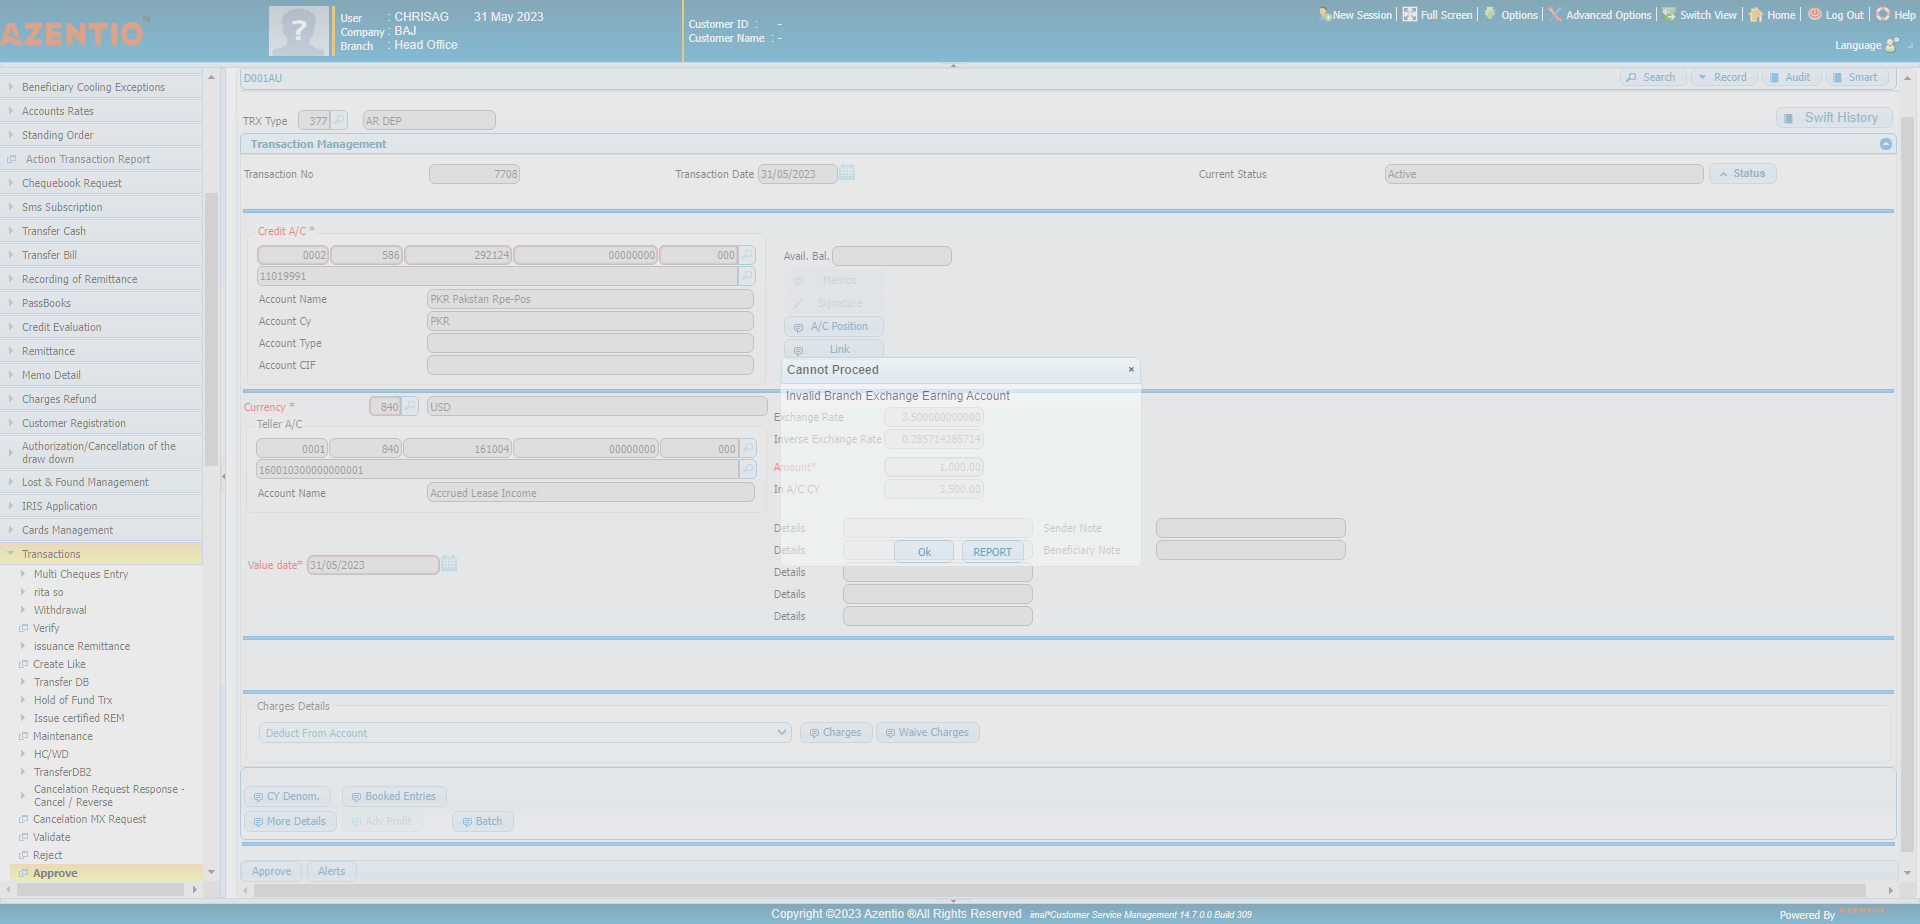 AZENTIO
User : CHRISAG 31 May 2023
Company : BAJ
Branch : Head Office
Customer ID : -
Customer Name : -
New Session
Full Screen
Options
Advanced Options
Switch View
Home
Log Out
Help
Language
Beneficiary Cooling Exceptions
Accounts Rates
Standing Order
Action Transaction Report
Chequebook Request
Sms Subscription
Transfer Cash
Transfer Bill
Recording of Remittance
PassBooks
Credit Evaluation
Remittance
Memo Detail
Charges Refund
Customer Registration
Authorization/Cancellation of the
draw down
Lost & Found Management
IRIS Application
Cards Management
Transactions
Multi Cheques Entry
rita so
Withdrawal
Verify
issuance Remittance
Create Like
Transfer DB
Hold of Fund Trx
Issue certified REM
Maintenance
HC/WD
TransferDB2
Cancelation Request Response -
Cancel / Reverse
Cancelation MX Request
Validate
Reject
Approve
D001AU
Search
Record
Audit
Smart
TRX Type 377 AR DEP
Swift History
Transaction Management
Transaction No 7708
Transaction Date 31/05/2023
Current Status Active
Status
Credit A/C *
0002 586 292124 00000000 000
11019991
Account Name PKR Pakstan Rpe-Pos
Account Cy PKR
Account Type
Account CIF
Avail. Bal.
Memos
Signature
A/C Position
Link
Cannot Proceed ×
Invalid Branch Exchange Earning Account
Ok
REPORT
Currency * 840 USD
Teller A/C
0001 840 161004 00000000 000
160010300000000001
Account Name Accrued Lease Income
Exchange Rate 3.500000000000
Inverse Exchange Rate 0.285714285714
Amount* 1,000.00
In A/C CY 3,500.00
Value date* 31/05/2023
Details
Sender Note
Details
Beneficiary Note
Details
Details
Details
Charges Details
Deduct From Account
Charges
Waive Charges
CY Denom.
Booked Entries
More Details
Adv Profit
Batch
Approve
Alerts
Copyright ©2023 Azentio ®All Rights Reserved imal*Customer Service Management 14.7.0.0 Build 309
Powered By AZENTIO